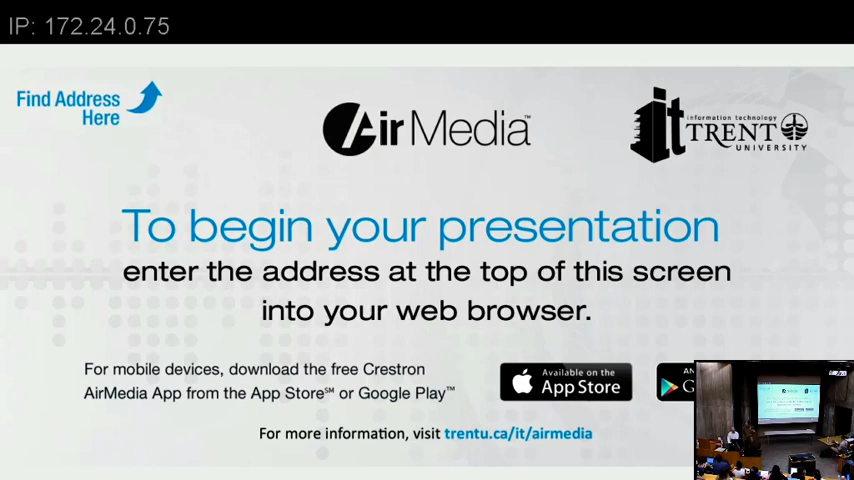 IP: 172.24.0.75
Find Address
Here
AirMedia™
information technology
it TRENT
UNIVERSITY
To begin your presentation
enter the address at the top of this screen
into your web browser.
For mobile devices, download the free Crestron
AirMedia App from the App Store℠ or Google Play™
Available on the
App Store
AN
G
For more information, visit trentu.ca/it/airmedia